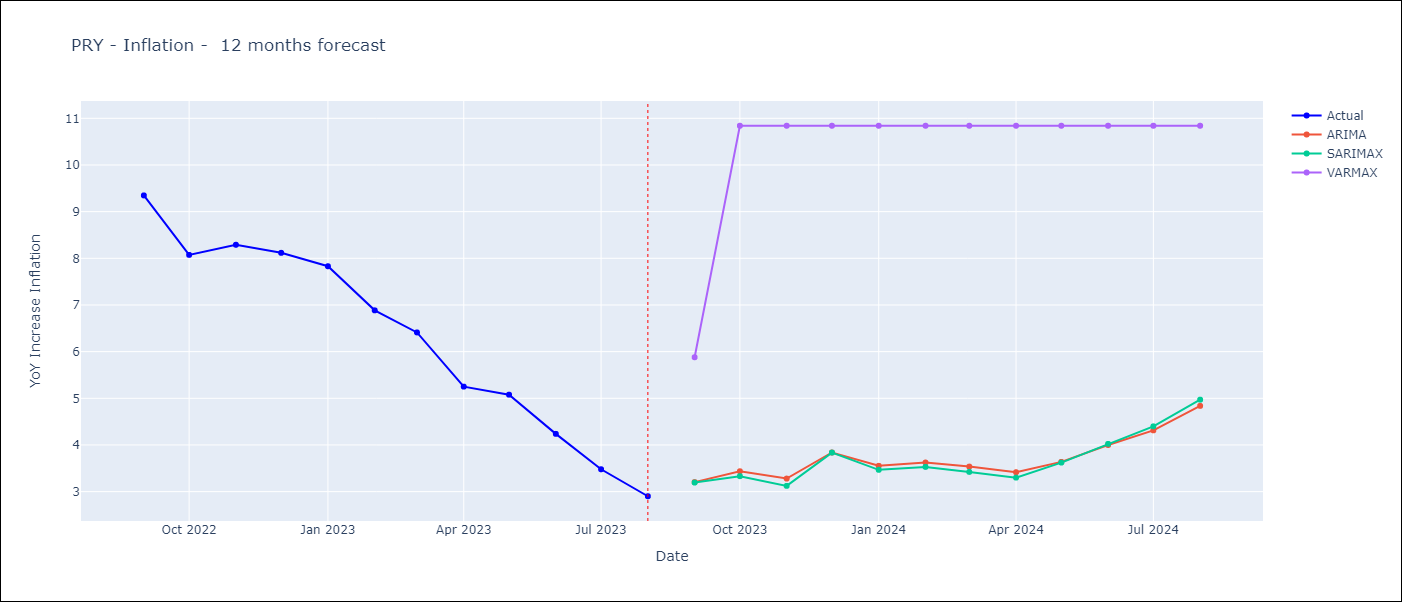 PRY - Inflation -  12 months forecast
11
10
9
8
7
6
5
4
3
YoY Increase Inflation
Oct 2022
Jan 2023
Apr 2023
Jul 2023
Oct 2023
Jan 2024
Apr 2024
Jul 2024
Date
Actual
ARIMA
SARIMAX
VARMAX